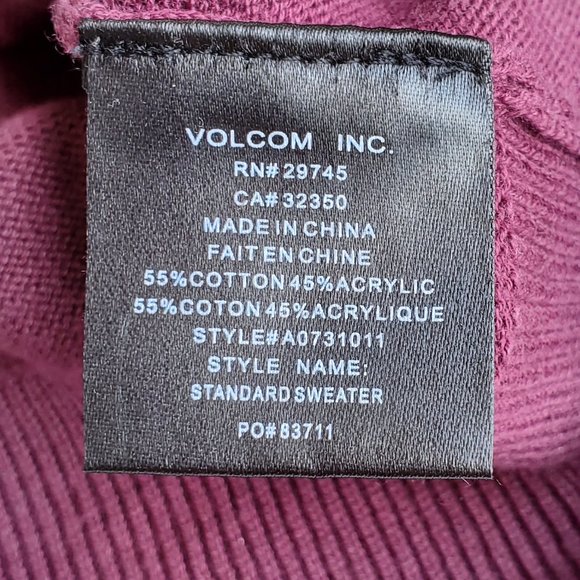 VOLCOM INC.
RN# 29745
CA# 32350
MADE IN CHINA
FAIT EN CHINE
55%COTTON 45%ACRYLIC
55%COTON 45%ACRYLIQUE
STYLE#A0731011
STYLE NAME:
STANDARD SWEATER
PO#83711